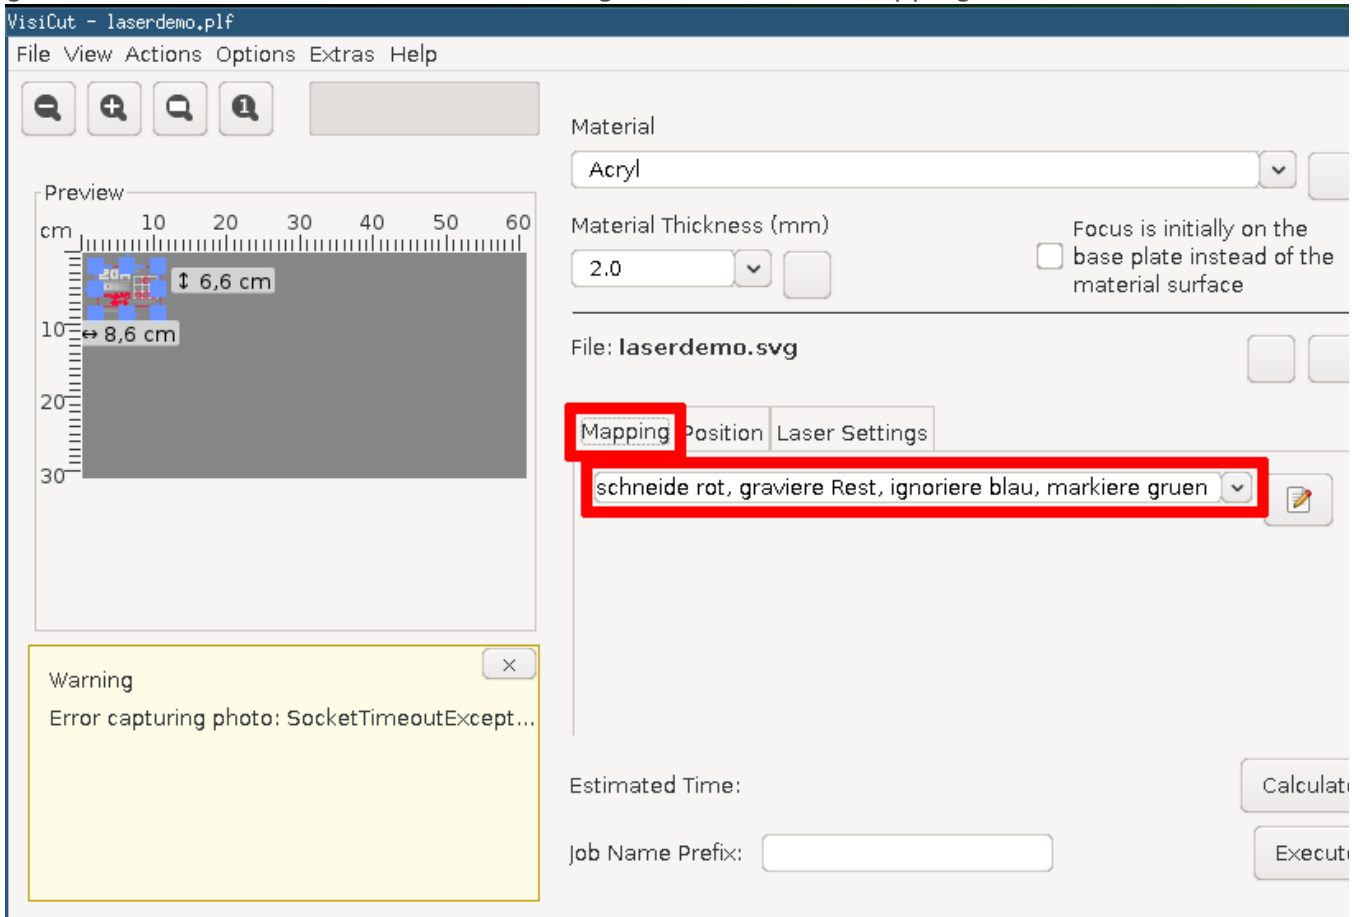 VisiCut - laserdemo.plf
File View Actions Options Extras Help
Material
Acryl
Preview
cm 10 20 30 40 50 60
Material Thickness (mm)
2.0
Focus is initially on the
base plate instead of the
material surface
↕ 6,6 cm
10
↔ 8,6 cm
File: laserdemo.svg
20
Mapping Position Laser Settings
30
schneide rot, graviere Rest, ignoriere blau, markiere gruen
Warning
Error capturing photo: SocketTimeoutExcept...
Estimated Time:
Calculate
Job Name Prefix:
Execute